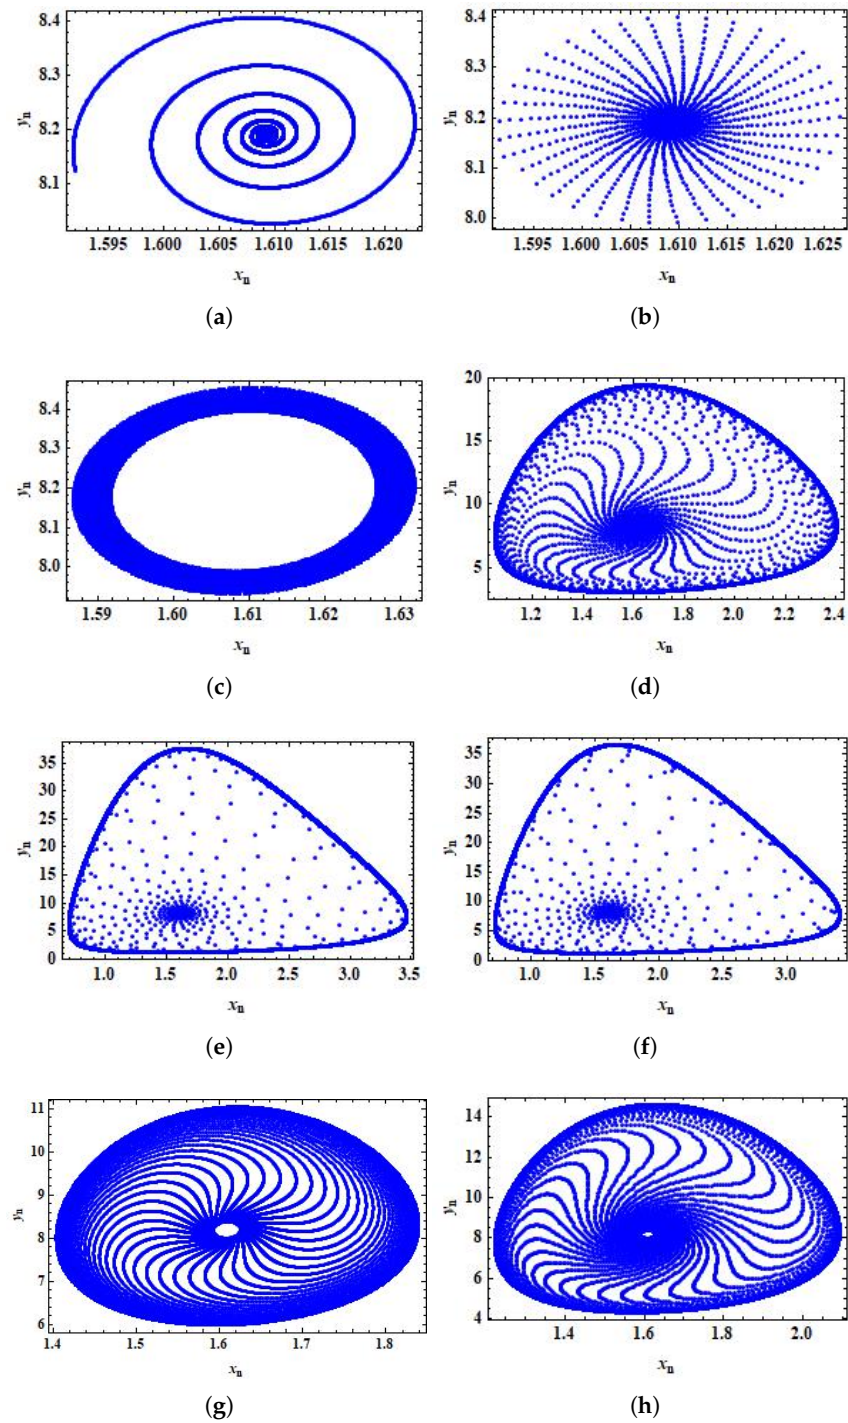 8.4
8.3
8.2
8.1
yₙ
1.595 1.600 1.605 1.610 1.615 1.620
xₙ
(a)
8.4
8.3
8.2
8.1
8.0
yₙ
1.595 1.600 1.605 1.610 1.615 1.620 1.625
xₙ
(b)
8.4
8.3
8.2
8.1
8.0
yₙ
1.59 1.60 1.61 1.62 1.63
xₙ
(c)
20
15
10
5
yₙ
1.2 1.4 1.6 1.8 2.0 2.2 2.4
xₙ
(d)
35
30
25
20
15
10
5
0
yₙ
1.0 1.5 2.0 2.5 3.0 3.5
xₙ
(e)
35
30
25
20
15
10
5
0
yₙ
1.0 1.5 2.0 2.5 3.0
xₙ
(f)
11
10
9
8
7
6
yₙ
1.4 1.5 1.6 1.7 1.8
xₙ
(g)
14
12
10
8
6
4
yₙ
1.4 1.6 1.8 2.0
xₙ
(h)